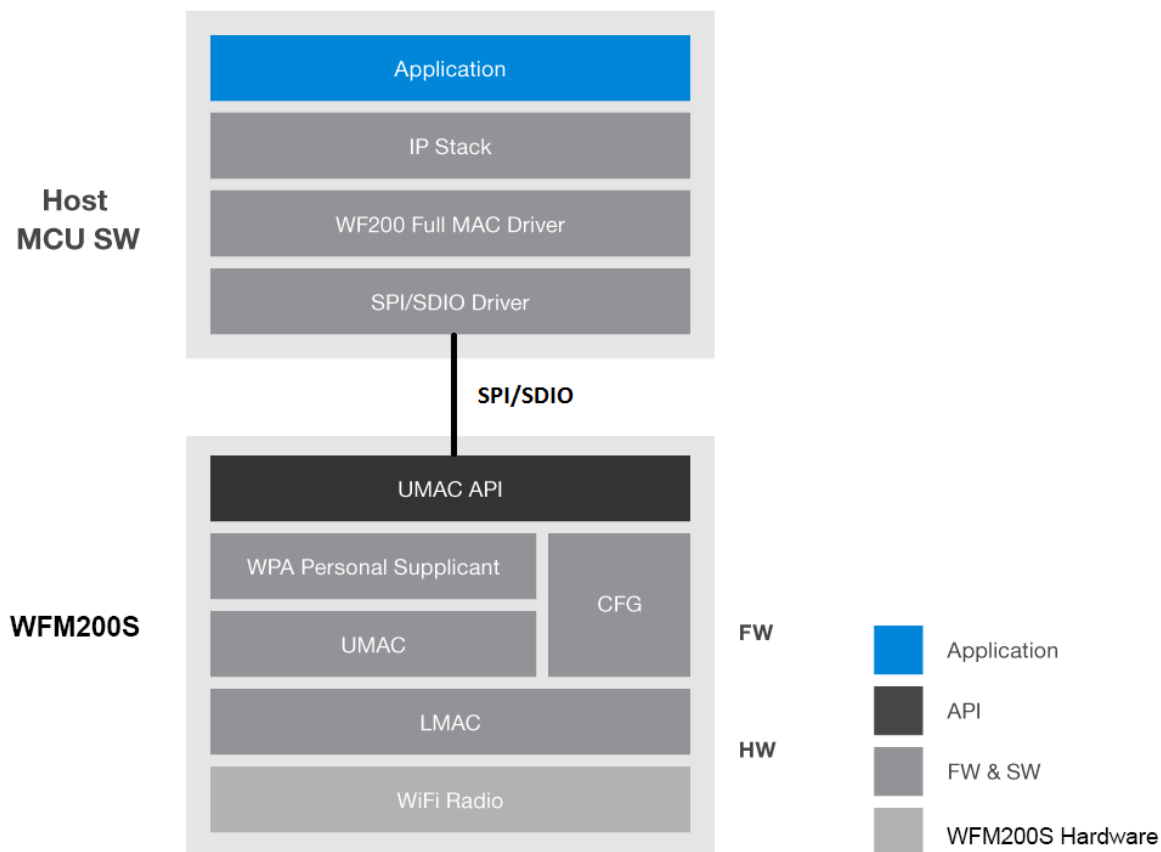 Application
IP Stack
Host
MCU SW
WF200 Full MAC Driver
SPI/SDIO Driver
SPI/SDIO
UMAC API
WPA Personal Supplicant
CFG
WFM200S
UMAC
FW
LMAC
HW
WiFi Radio
Application
API
FW & SW
WFM200S Hardware